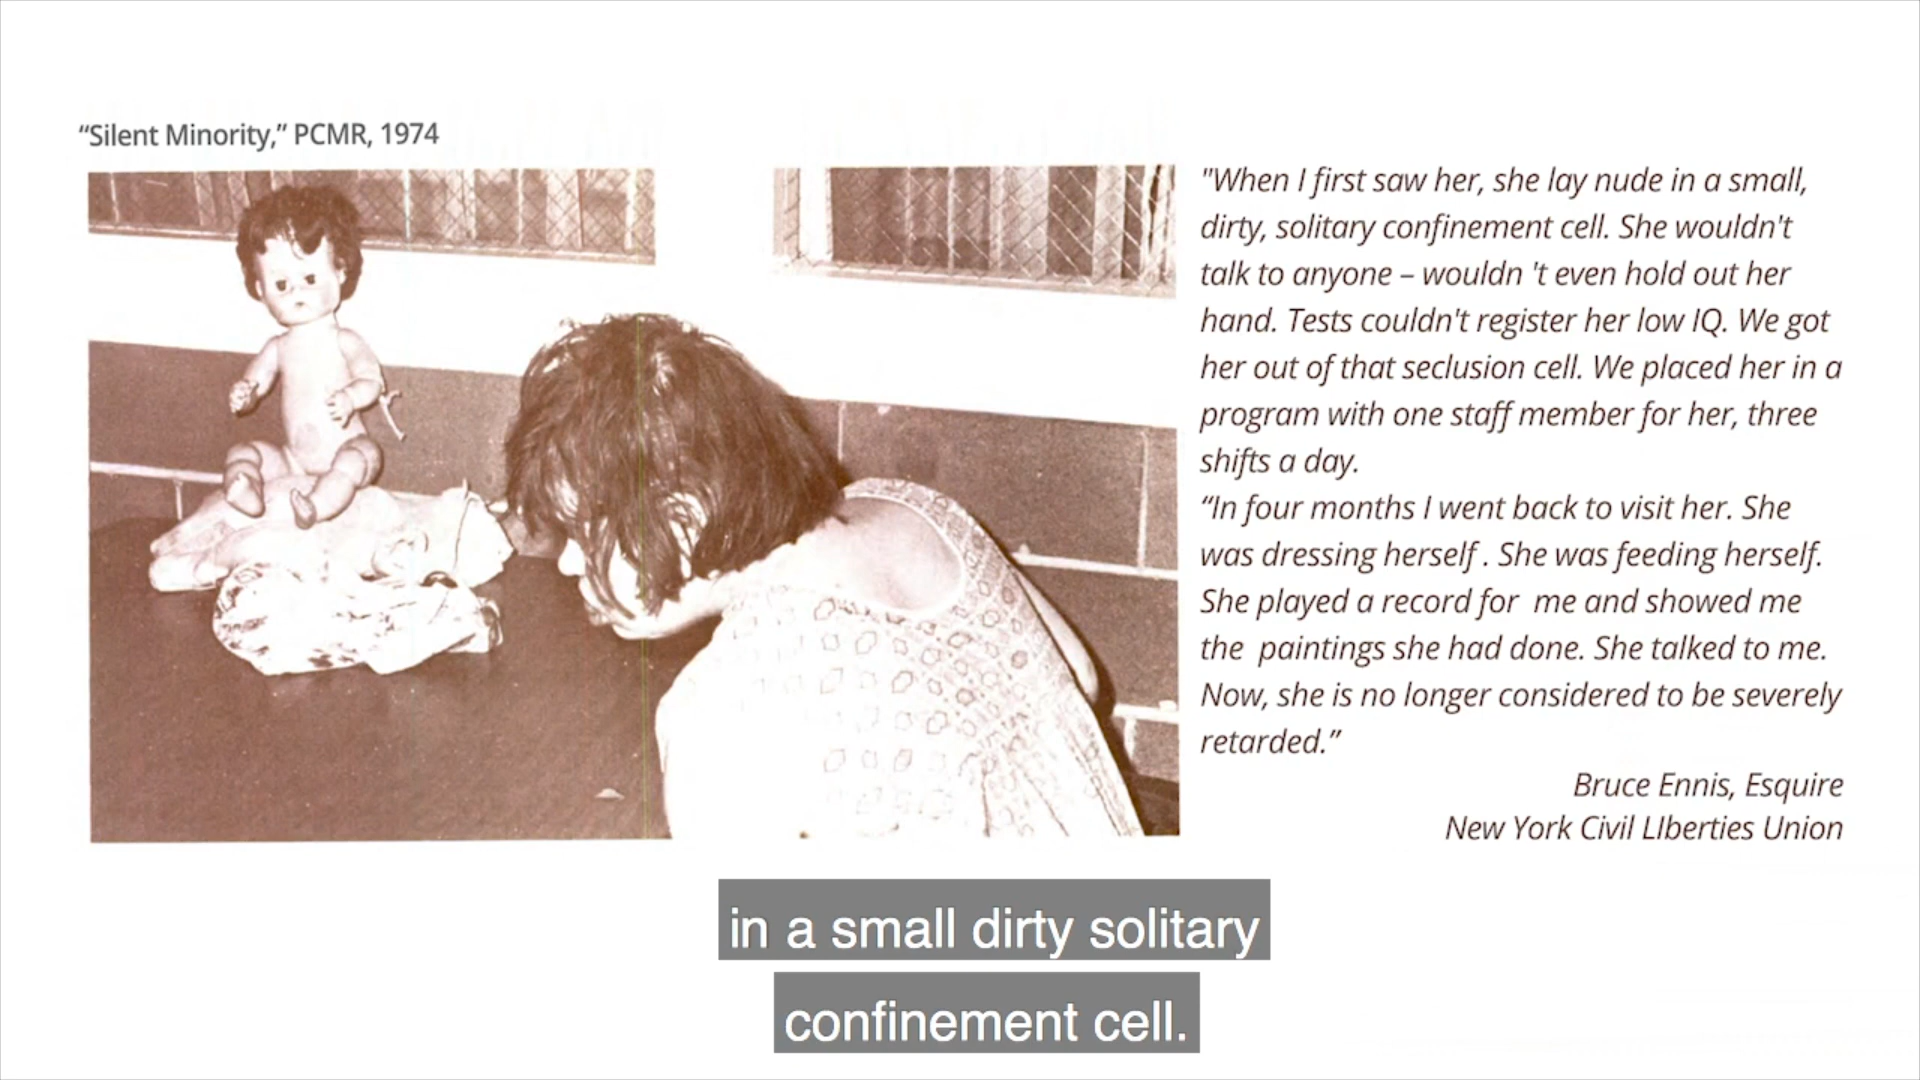 “Silent Minority,” PCMR, 1974
"When I first saw her, she lay nude in a small,
dirty, solitary confinement cell. She wouldn't
talk to anyone – wouldn 't even hold out her
hand. Tests couldn't register her low IQ. We got
her out of that seclusion cell. We placed her in a
program with one staff member for her, three
shifts a day.
“In four months I went back to visit her. She
was dressing herself . She was feeding herself.
She played a record for  me and showed me
the  paintings she had done. She talked to me.
Now, she is no longer considered to be severely
retarded.”
Bruce Ennis, Esquire
New York Civil LIberties Union
in a small dirty solitary
confinement cell.